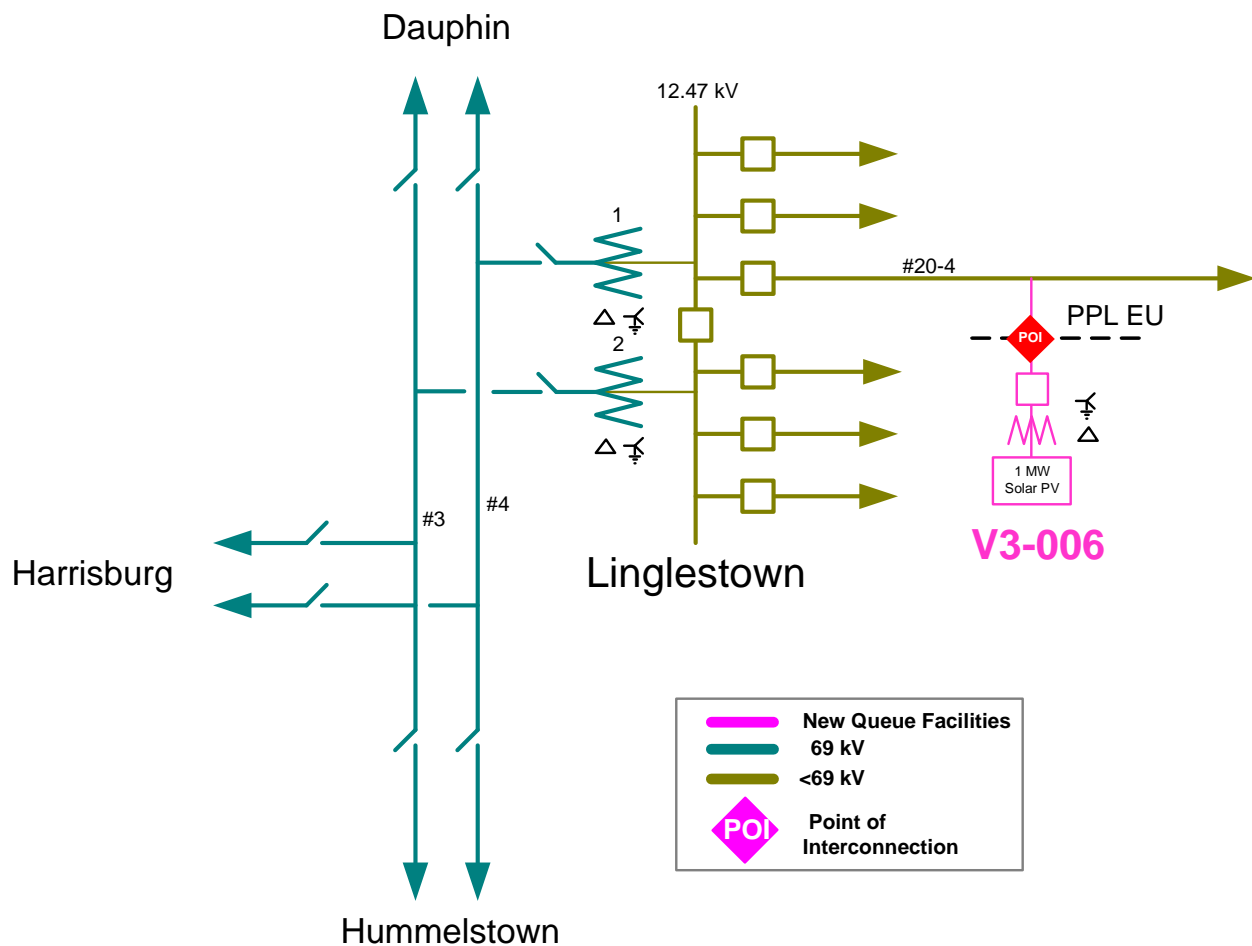 Dauphin
12.47 kV
1
#20-4
PPL EU
POI
2
1 MW
Solar PV
#3
#4
V3-006
Harrisburg
Linglestown
New Queue Facilities
69 kV
<69 kV
POI
Point of
Interconnection
Hummelstown